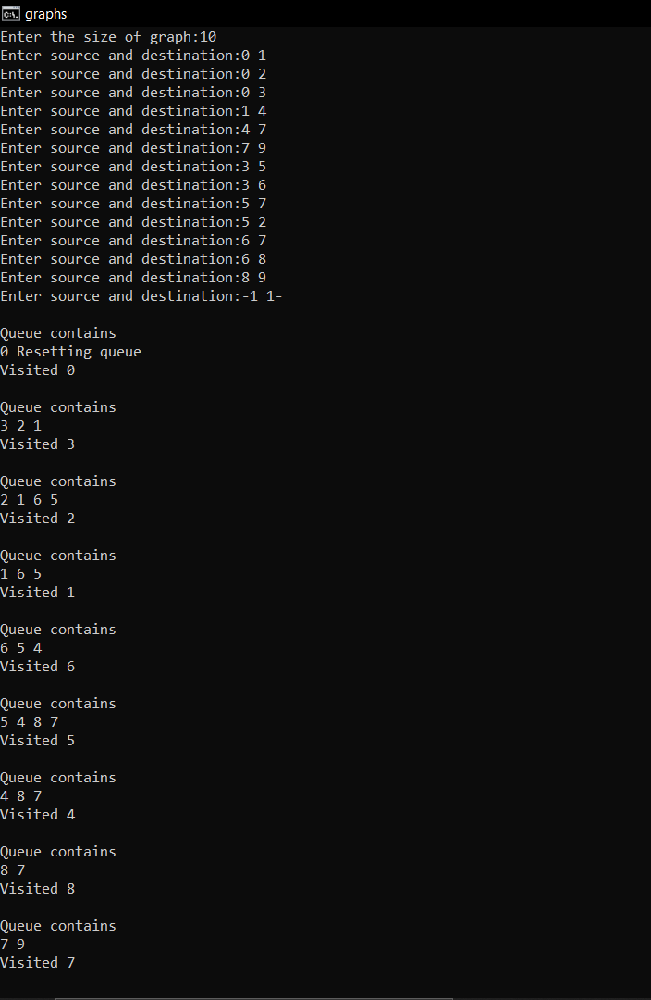 graphs
Enter the size of graph:10
Enter source and destination:0 1
Enter source and destination:0 2
Enter source and destination:0 3
Enter source and destination:1 4
Enter source and destination:4 7
Enter source and destination:7 9
Enter source and destination:3 5
Enter source and destination:3 6
Enter source and destination:5 7
Enter source and destination:5 2
Enter source and destination:6 7
Enter source and destination:6 8
Enter source and destination:8 9
Enter source and destination:-1 1-
Queue contains
0 Resetting queue
Visited 0
Queue contains
3 2 1
Visited 3
Queue contains
2 1 6 5
Visited 2
Queue contains
1 6 5
Visited 1
Queue contains
6 5 4
Visited 6
Queue contains
5 4 8 7
Visited 5
Queue contains
4 8 7
Visited 4
Queue contains
8 7
Visited 8
Queue contains
7 9
Visited 7